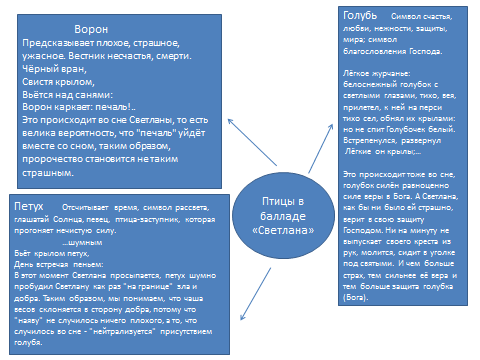 Ворон
Предсказывает плохое, страшное,
ужасное. Вестник несчастья, смерти.
Чёрный вран,
Свистя крылом,
Вьётся над санями:
Ворон каркает: печаль!..
Это происходит во сне Светланы, то есть
велика вероятность, что "печаль" уйдёт
вместе со сном, таким образом,
пророчество становится не таким
страшным.
Петух Отсчитывает время, символ рассвета,
глашатай Солнца, певец, птица-заступник, которая
прогоняет нечистую силу.
...шумным
Бьёт крылом петух,
День встречая пеньем:
В этот момент Светлана просыпается, петух шумно
пробудил Светлану как раз "на границе" зла и
добра. Таким образом, мы понимаем, что чаша
весов склоняется в сторону добра, потому что
"наяву" не случилось ничего плохого, а то, что
случилось во сне - "нейтрализуется" присутствием
голубя.
Птицы в
балладе
«Светлана»
Голубь Символ счастья,
любви, нежности, защиты,
мира; символ
благословления Господа.
Лёгкое журчанье:
белоснежный голубок с
светлыми глазами, тихо, вея,
прилетел, к ней на перси
тихо сел, обнял их крылами:
но не спит Голубочек белый.
Встрепенулся, развернул
Лёгкие он крылы;...
Это происходит тоже во сне,
голубок силён равноценно
силе веры в Бога. А Светлана,
как бы ни было ей страшно,
верит в свою защиту
Господом. Ни на минуту не
выпускает своего креста из
рук, молится, сидит в уголке
под святыми. И чем больше
страх, тем сильнее её вера и
тем больше защита голубка
(Бога).